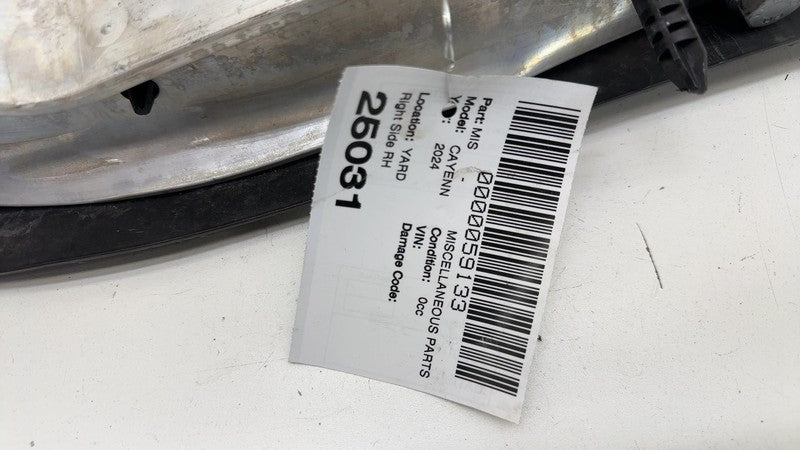 0000059133
Part: MIS - MISCELLANEOUS PARTS
Model: CAYENN Condition: 0cc
2024 VIN:
Damage Code:
Location: YARD
Right Side RH
25031